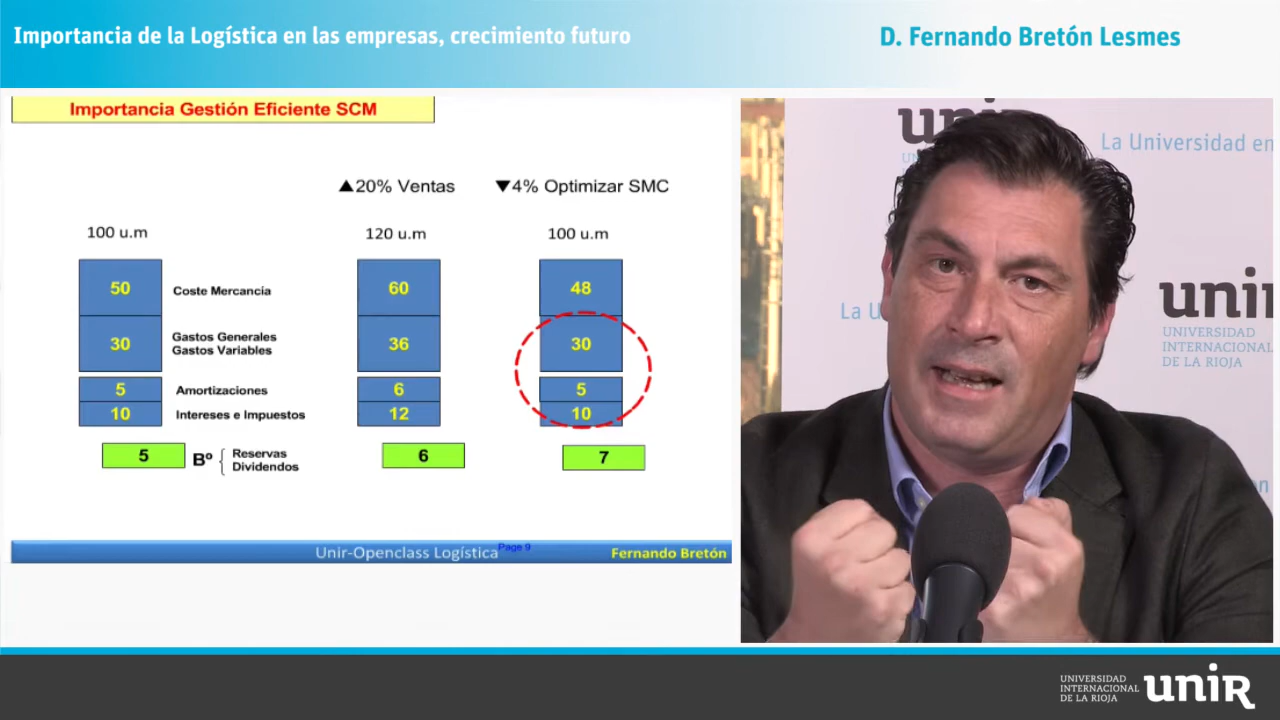 Importancia de la Logística en las empresas, crecimiento futuro
D. Fernando Bretón Lesmes
Importancia Gestión Eficiente SCM
▲20% Ventas
▼4% Optimizar SMC
100 u.m
120 u.m
100 u.m
50
Coste Mercancia
60
48
30
Gastos Generales
Gastos Variables
36
30
5
Amortizaciones
6
5
10
Intereses e Impuestos
12
10
5
Bº
Reservas
Dividendos
6
7
Unir-Openclass Logística
Page 9
Fernando Bretón
unir
La Universidad en
La U
unir
UNIVERSIDAD
INTERNACIONAL
DE LA RIOJA
UNIVERSIDAD
INTERNACIONAL
DE LA RIOJA
unir